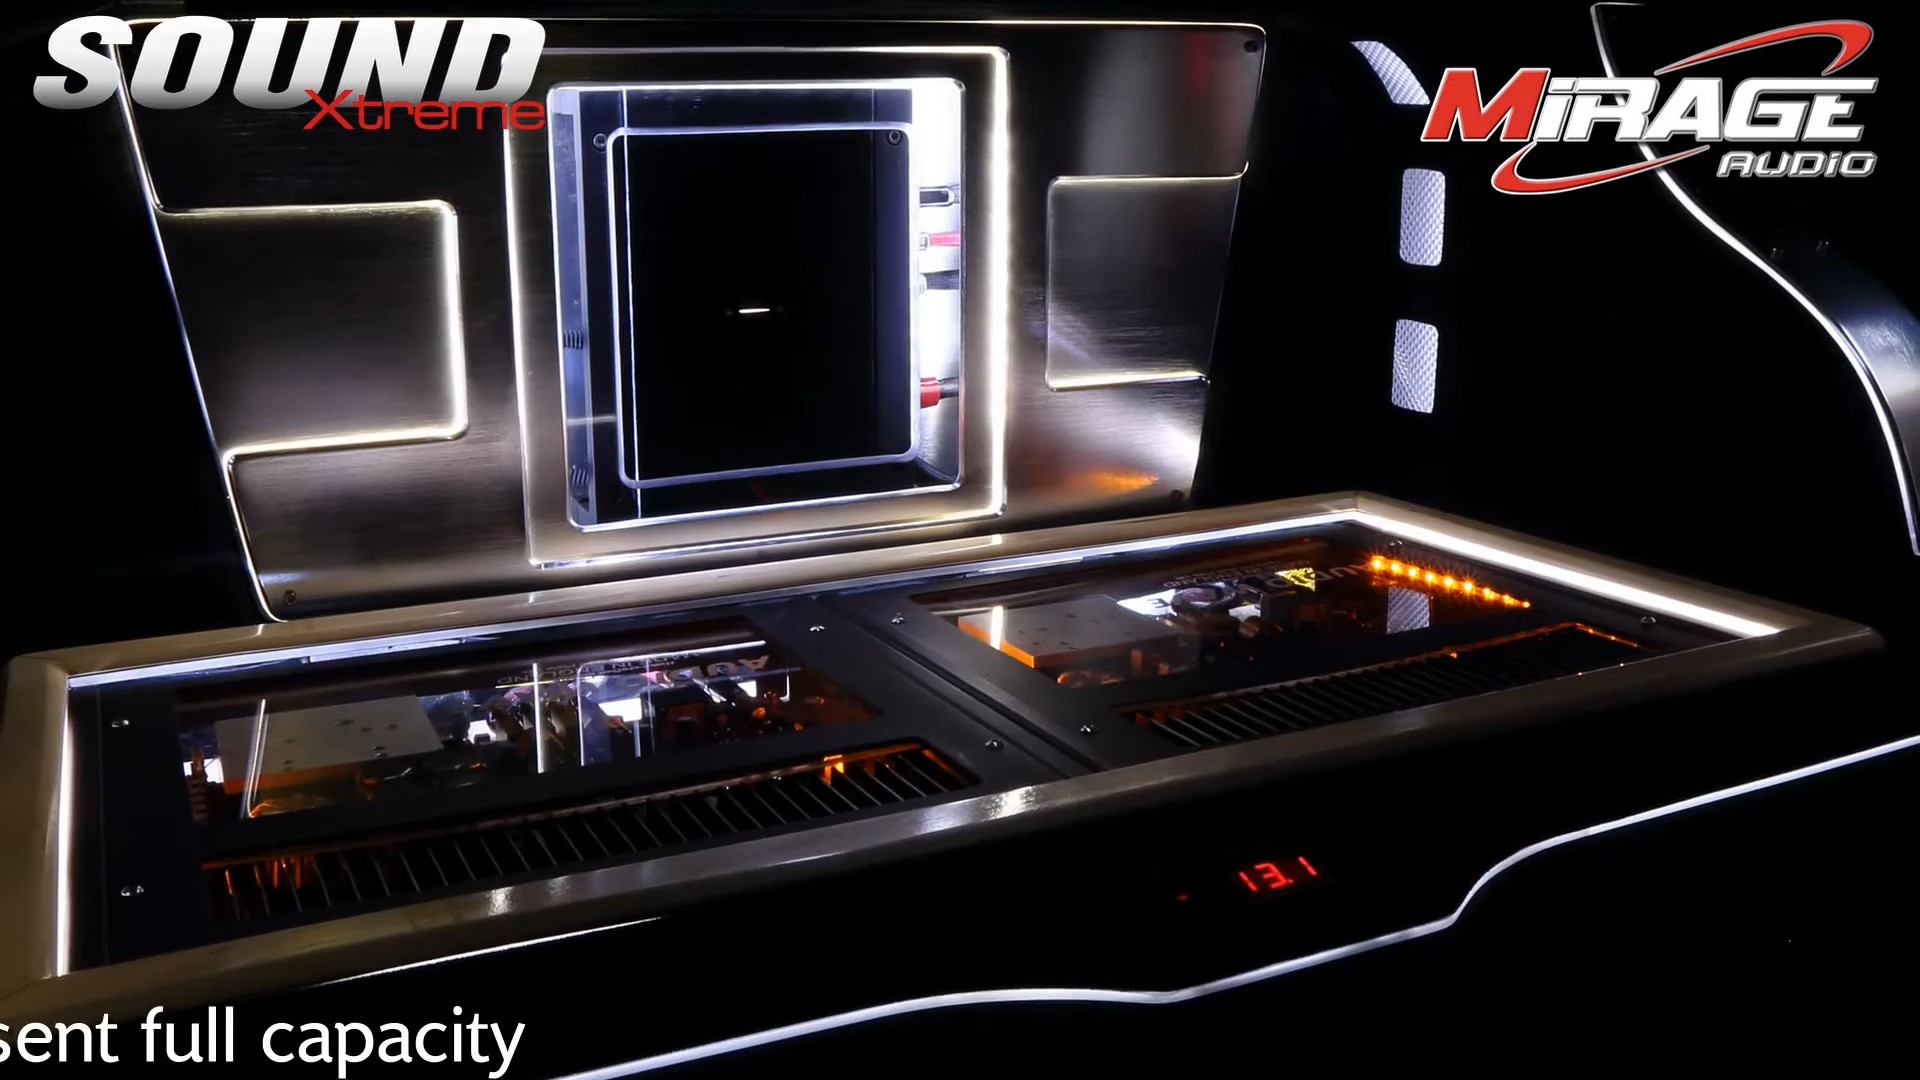 SOUND
Xtreme
MiRAGE
AUDiO
13.1
sent full capacity